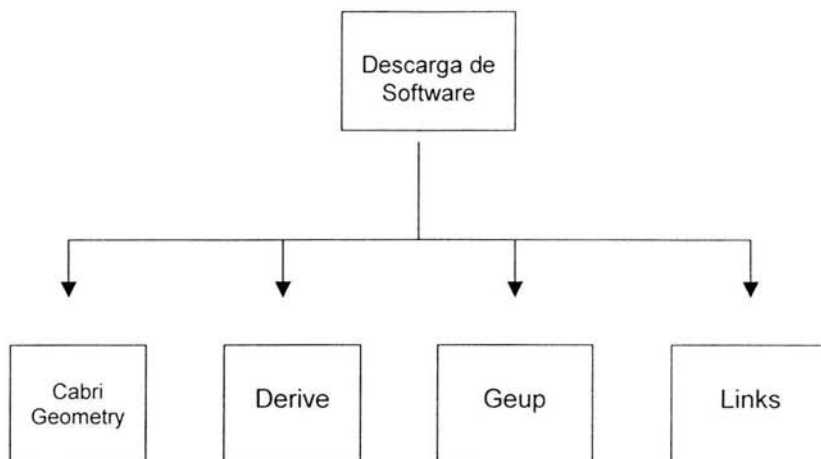 Descarga de
Software
Cabri
Geometry
Derive
Geup
Links